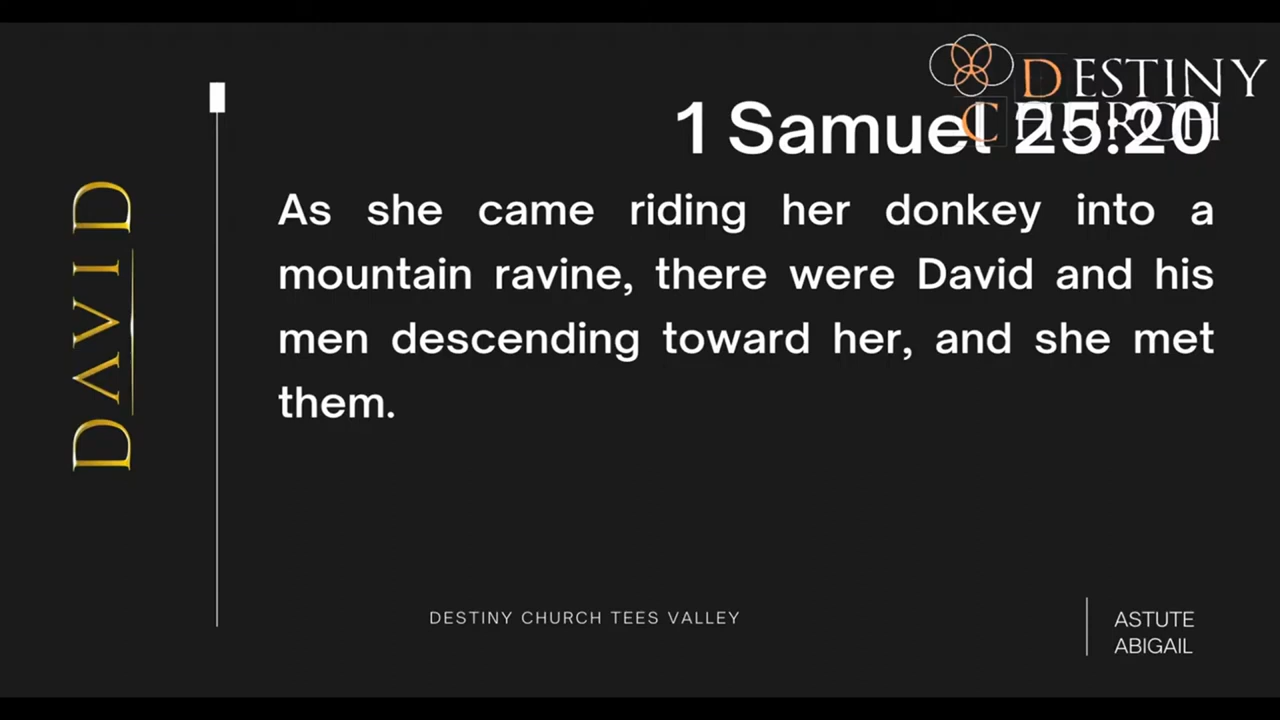 DESTINY
CHURCH
1 Samuel 25:20
DAVID
As she came riding her donkey into a
mountain ravine, there were David and his
men descending toward her, and she met
them.
DESTINY CHURCH TEES VALLEY
ASTUTE
ABIGAIL